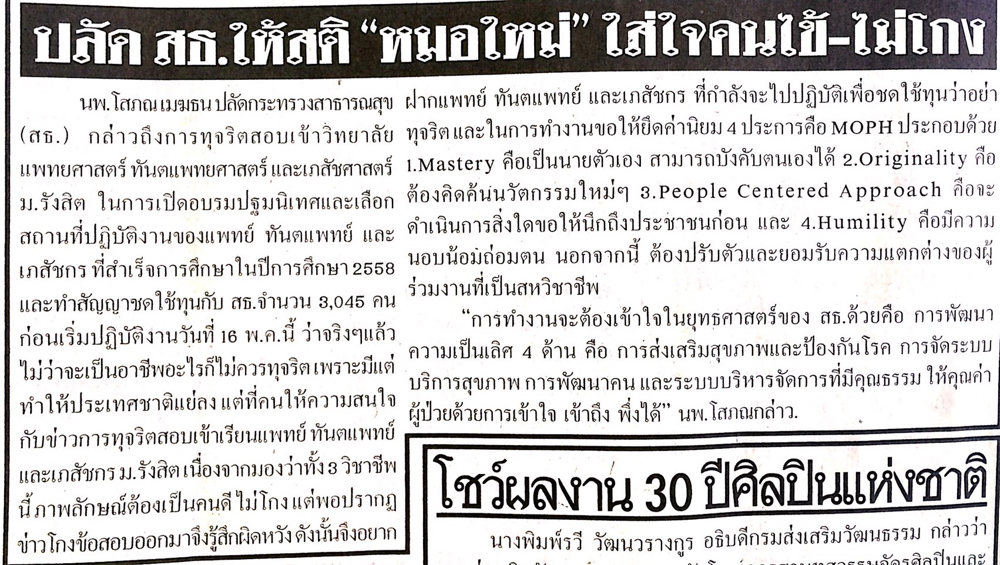 ปลัด สธ.ให้สติ “หมอใหม่” ใส่ใจคนไข้-ไม่โกง
นพ.โสภณ เมฆธน ปลัดกระทรวงสาธารณสุข
(สธ.) กล่าวถึงการทุจริตสอบเข้าวิทยาลัย
แพทยศาสตร์ ทันตแพทยศาสตร์ และเภสัชศาสตร์
ม.รังสิต ในการเปิดอบรมปฐมนิเทศและเลือก
สถานที่ปฏิบัติงานของแพทย์ ทันตแพทย์ และ
เภสัชกร ที่สำเร็จการศึกษาในปีการศึกษา 2558
และทำสัญญาชดใช้ทุนกับ สธ.จำนวน 3,045 คน
ก่อนเริ่มปฏิบัติงานวันที่ 16 พ.ค.นี้ ว่าจริงๆแล้ว
ไม่ว่าจะเป็นอาชีพอะไรก็ไม่ควรทุจริต เพราะมีแต่
ทำให้ประเทศชาติแย่ลง แต่ที่คนให้ความสนใจ
กับข่าวการทุจริตสอบเข้าเรียนแพทย์ ทันตแพทย์
และเภสัชกร ม.รังสิต เนื่องจากมองว่าทั้ง 3 วิชาชีพ
นี้ ภาพลักษณ์ต้องเป็นคนดี ไม่โกง แต่พอปรากฏ
ข่าวโกงข้อสอบออกมาจึงรู้สึกผิดหวัง ดังนั้นจึงอยาก
ฝากแพทย์ ทันตแพทย์ และเภสัชกร ที่กำลังจะไปปฏิบัติเพื่อชดใช้ทุนว่าอย่า
ทุจริต และในการทำงานขอให้ยึดค่านิยม 4 ประการคือ MOPH ประกอบด้วย
1.Mastery คือเป็นนายตัวเอง สามารถบังคับตนเองได้ 2.Originality คือ
ต้องคิดค้นนวัตกรรมใหม่ๆ 3.People Centered Approach คือจะ
ดำเนินการสิ่งใดขอให้นึกถึงประชาชนก่อน และ 4.Humility คือมีความ
นอบน้อมถ่อมตน นอกจากนี้ ต้องปรับตัวและยอมรับความแตกต่างของผู้
ร่วมงานที่เป็นสหวิชาชีพ
“การทำงานจะต้องเข้าใจในยุทธศาสตร์ของ สธ.ด้วยคือ การพัฒนา
ความเป็นเลิศ 4 ด้าน คือ การส่งเสริมสุขภาพและป้องกันโรค การจัดระบบ
บริการสุขภาพ การพัฒนาคน และระบบบริหารจัดการที่มีคุณธรรม ให้คุณค่า
ผู้ป่วยด้วยการเข้าใจ เข้าถึง พึ่งได้” นพ.โสภณกล่าว.
โชว์ผลงาน 30 ปีศิลปินแห่งชาติ
นางพิมพ์รวี วัฒนวรางกูร อธิบดีกรมส่งเสริมวัฒนธรรม กล่าวว่า